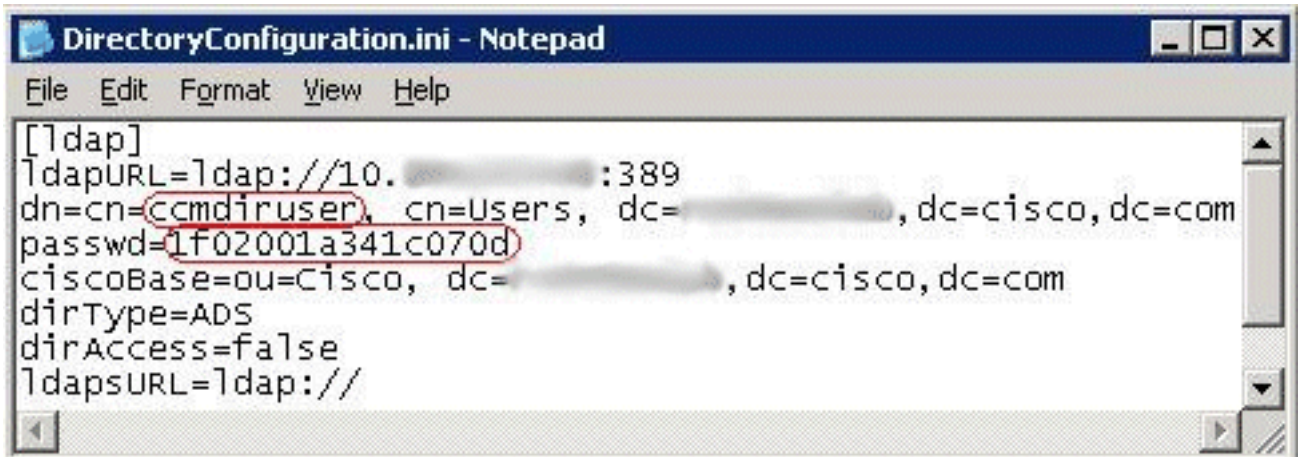 DirectoryConfiguration.ini - Notepad
File Edit Format View Help
[ldap]
ldapURL=ldap://10. :389
dn=cn=ccmdiruser, cn=Users, dc= ,dc=cisco,dc=com
passwd=1f02001a341c070d
ciscoBase=ou=Cisco, dc= ,dc=cisco,dc=com
dirType=ADS
dirAccess=false
ldapsURL=ldap://